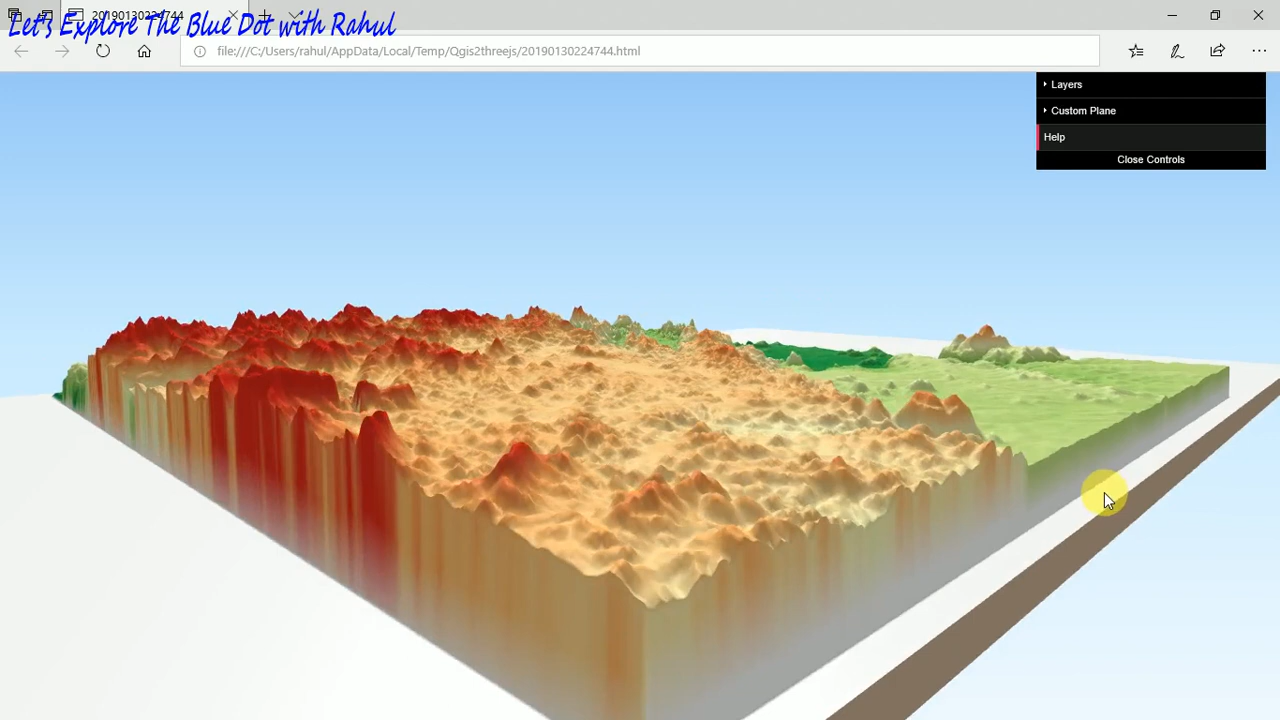 20190130224744
Let's Explore The Blue Dot with Rahul
file:///C:/Users/rahul/AppData/Local/Temp/Qgis2threejs/20190130224744.html
Layers
Custom Plane
Help
Close Controls